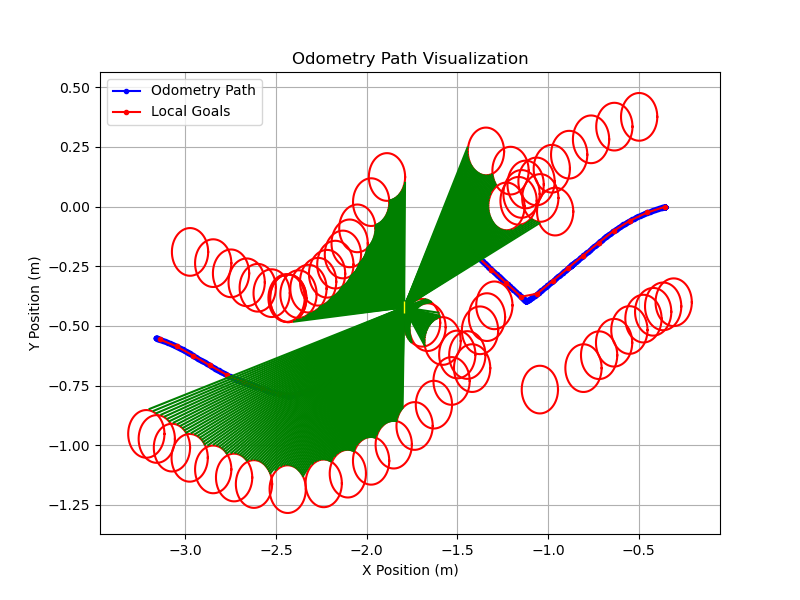 Odometry Path Visualization
Odometry Path
Local Goals
0.50
0.25
0.00
−0.25
−0.50
−0.75
−1.00
−1.25
Y Position (m)
−3.0 −2.5 −2.0 −1.5 −1.0 −0.5
X Position (m)